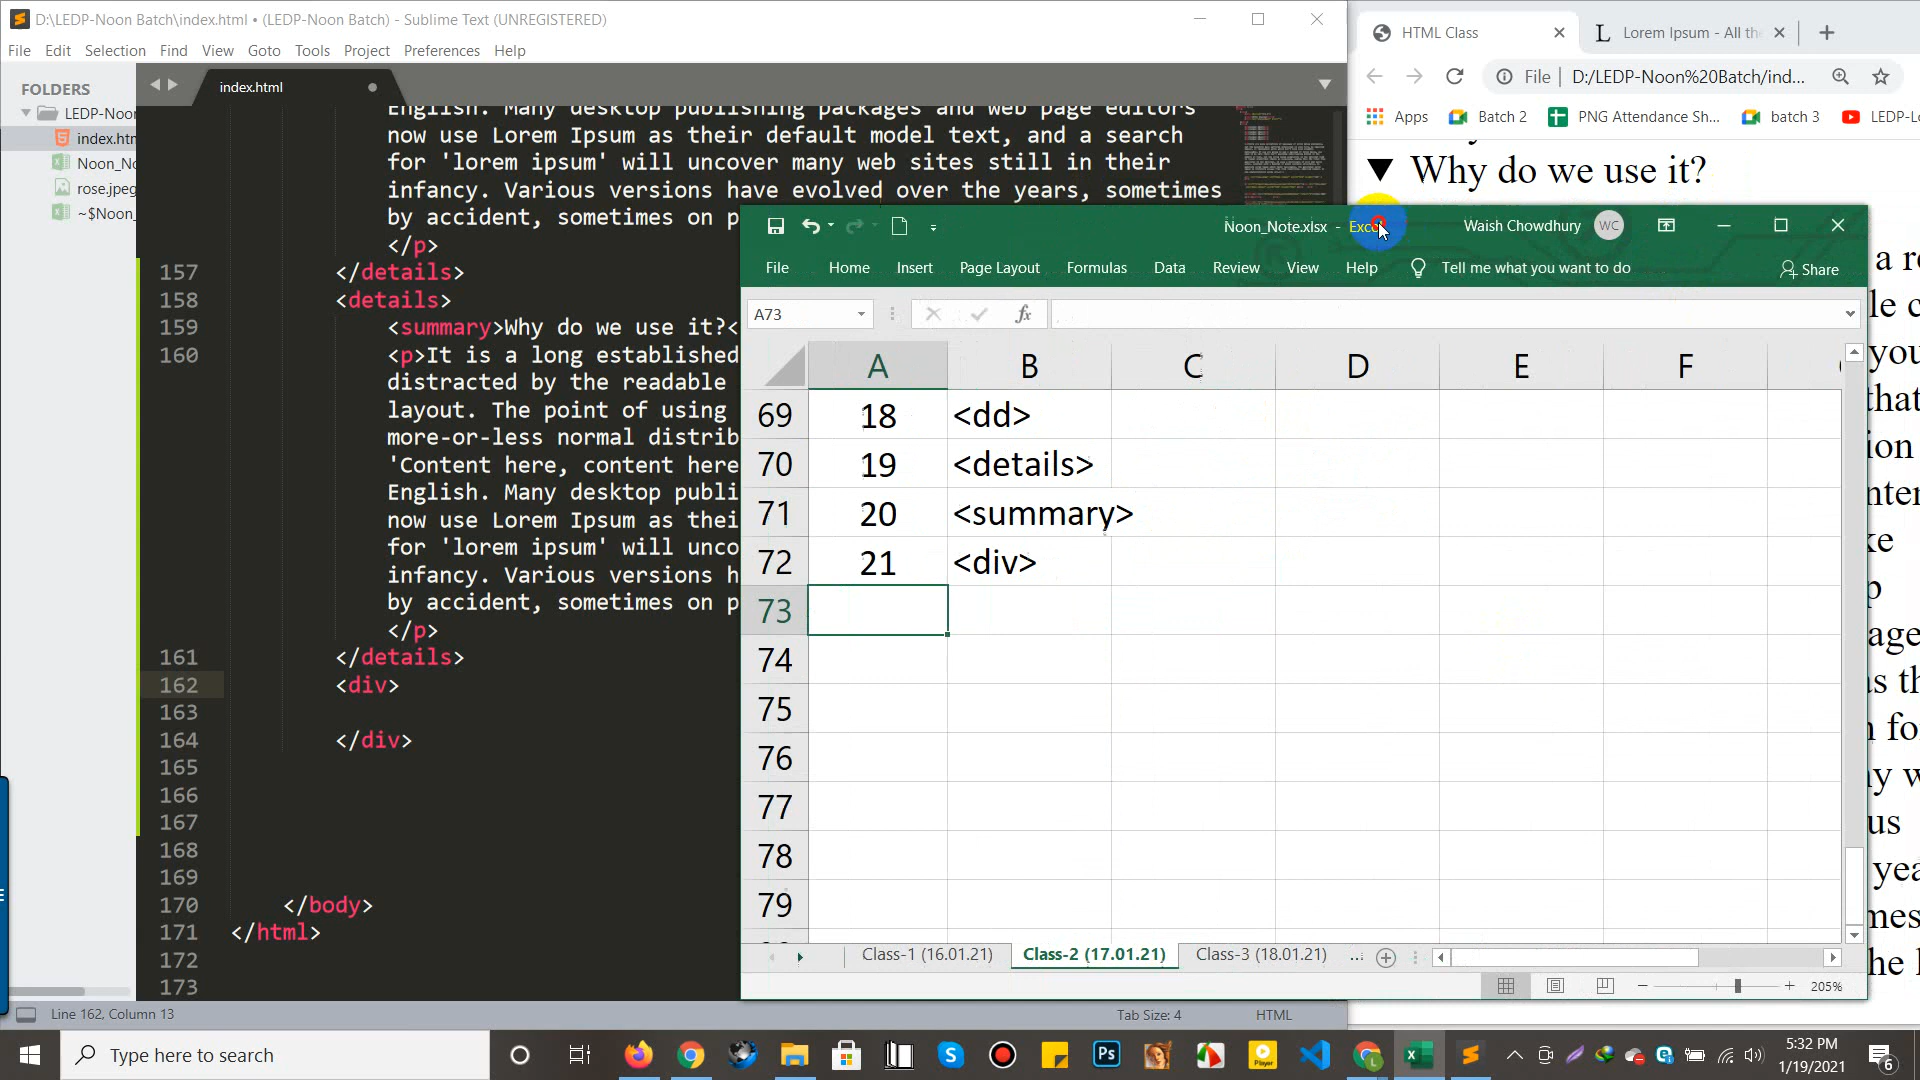 D:\LEDP-Noon Batch\index.html • (LEDP-Noon Batch) - Sublime Text (UNREGISTERED)
File Edit Selection Find View Goto Tools Project Preferences Help
FOLDERS
LEDP-Noon
index.htm
Noon_No
rose.jpeg
~$Noon_
index.html
English. Many desktop publishing packages and web page editors
now use Lorem Ipsum as their default model text, and a search
for 'lorem ipsum' will uncover many web sites still in their
infancy. Various versions have evolved over the years, sometimes
by accident, sometimes on p
</p>
157 </details>
158 <details>
159 <summary>Why do we use it?<
160 <p>It is a long established
distracted by the readable
layout. The point of using
more-or-less normal distrib
'Content here, content here
English. Many desktop publi
now use Lorem Ipsum as thei
for 'lorem ipsum' will unco
infancy. Various versions h
by accident, sometimes on p
</p>
161 </details>
162 <div>
163
164 </div>
165
166
167
168
169
170 </body>
171 </html>
172
173
Line 162, Column 13
Tab Size: 4
HTML
HTML Class
Lorem Ipsum - All the
File | D:/LEDP-Noon%20Batch/ind...
Apps Batch 2 PNG Attendance Sh... batch 3 LEDP-Lo
Why do we use it?
Noon_Note.xlsx - Excel
Waish Chowdhury WC
File Home Insert Page Layout Formulas Data Review View Help Tell me what you want to do Share
A73 fx
A B C D E F
69 18 <dd>
70 19 <details>
71 20 <summary>
72 21 <div>
73
74
75
76
77
78
79
Class-1 (16.01.21) Class-2 (17.01.21) Class-3 (18.01.21) ...
205%
Type here to search
5:32 PM
1/19/2021
6